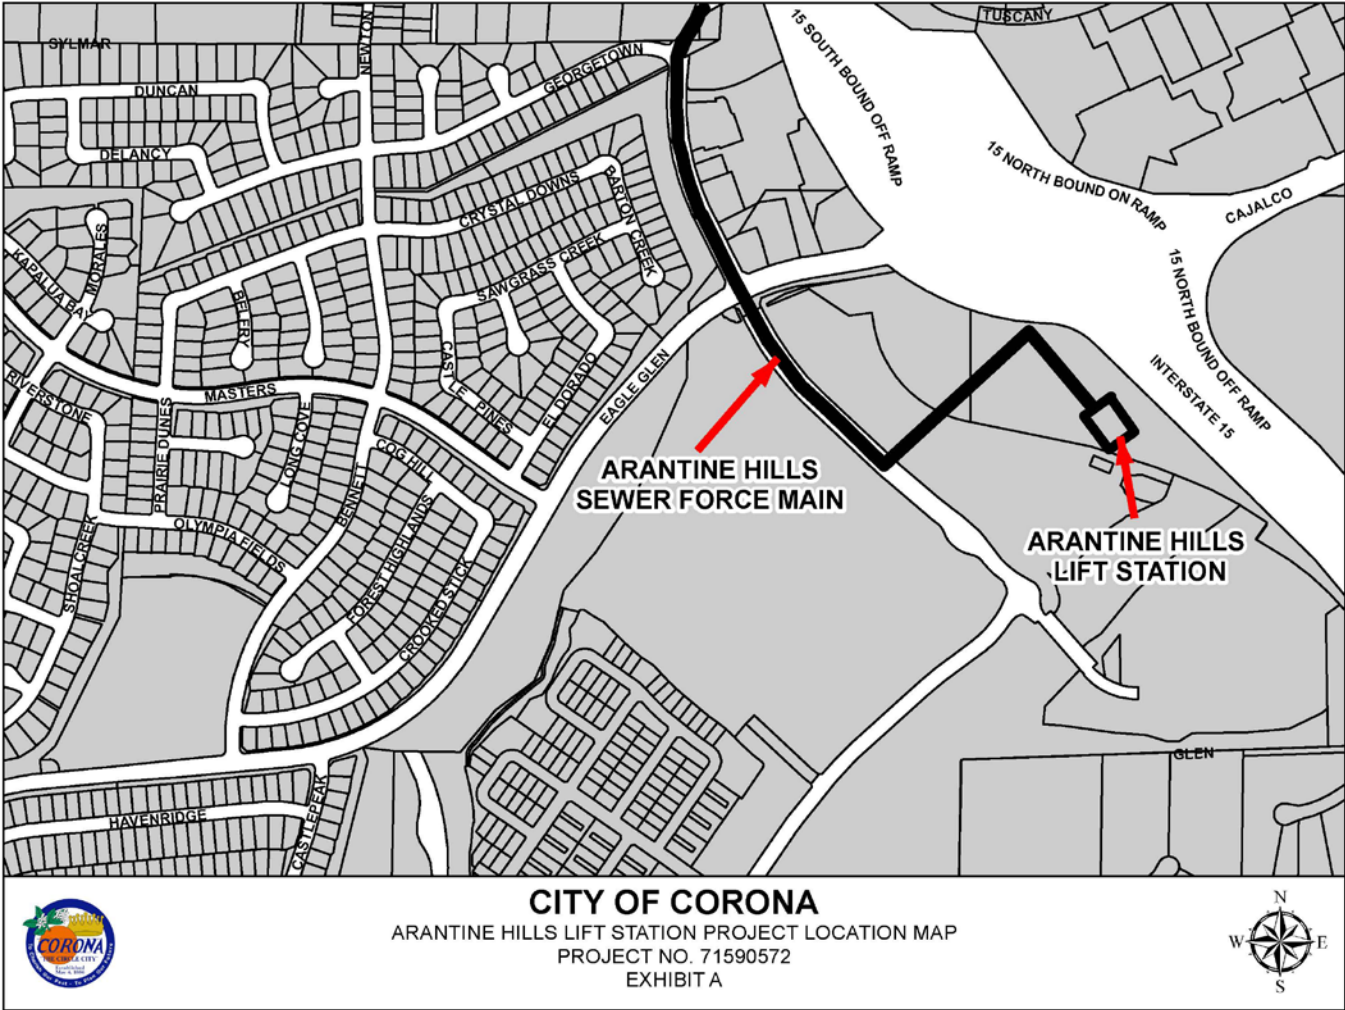 SYLMAR
NEWTON
TUSCANY
15 SOUTH BOUND OFF RAMP
DUNCAN
GEORGETOWN
DELANCY
15 NORTH BOUND ON RAMP
CAJALCO
CRYSTAL DOWNS
BARTON CREEK
MORALES
KAPALUA BAY
SAWGRASS CREEK
15 NORTH BOUND OFF RAMP
BELFRY
CASTLE PINES
EL DORADO
EAGLE GLEN
INTERSTATE 15
RIVERSTONE
MASTERS
PRAIRIE DUNES
LONG COVE
BENNETT
COG HILL
ARANTINE HILLS
SEWER FORCE MAIN
ARANTINE HILLS
LIFT STATION
SHOAL CREEK
OLYMPIA FIELDS
FOREST HIGHLANDS
CROOKED STICK
GLEN
HAVENRIDGE
CASTLEPEAK
CITY OF CORONA
ARANTINE HILLS LIFT STATION PROJECT LOCATION MAP
PROJECT NO. 71590572
EXHIBIT A
CORONA
THE CIRCLE CITY
Established
N
W
E
S